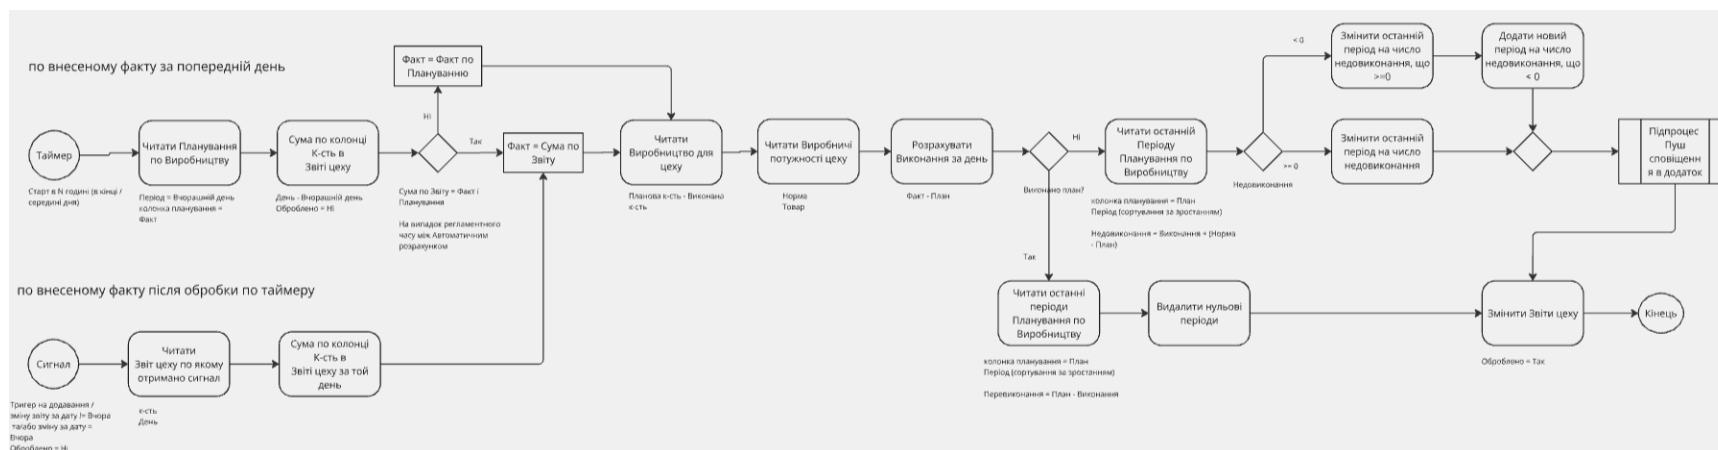 по внесеному факту за попередній день
Таймер
Старт в N годині (в кінці /
середині дня)
Читати Планування
по Виробництву
Період = Вчорашній день
колонка планування =
Факт
Сума по колонці
К-сть в
Звіті цеху
День - Вчорашній день
Оброблено = Ні
Факт = Факт по
Плануванню
Ні
Так
Сума по Звіту = Факт і
Планування
На випадок регламентного
часу між Автоматичним
розрахунком
Факт = Сума по
Звіту
Читати
Виробництво для
цеху
Планова к-сть - Виконана
к-сть
Читати Виробничі
потужності цеху
Норма
Товар
Розрахувати
Виконання за день
Факт - План
Ні
Виконано план?
Так
Читати останній
Періоду
Планування по
Виробництву
колонка планування = План
Період (сортування за зростанням)
Недовиконання = Виконання + (Норма
- План)
< 0
>= 0
Недовиконання
Змінити останній
період на число
недовиконання, що
>=0
Додати новий
період на число
недовиконання, що
< 0
Змінити останній
період на число
недовиконання
Підпроцес
Пуш
сповіщенн
я в додаток
по внесеному факту після обробки по таймеру
Сигнал
Тригер на додавання /
зміну звіту за дату != Вчора
та/або зміну за дату =
Вчора
Оброблено = Ні
Читати
Звіт цеху по якому
отримано сигнал
к-сть
День
Сума по колонці
К-сть в
Звіті цеху за той
день
Читати останні
періоди
Планування по
Виробництву
колонка планування = План
Період (сортування за зростанням)
Перевиконання = План - Виконання
Видалити нульові
періоди
Змінити Звіти цеху
Оброблено = Так
Кінець